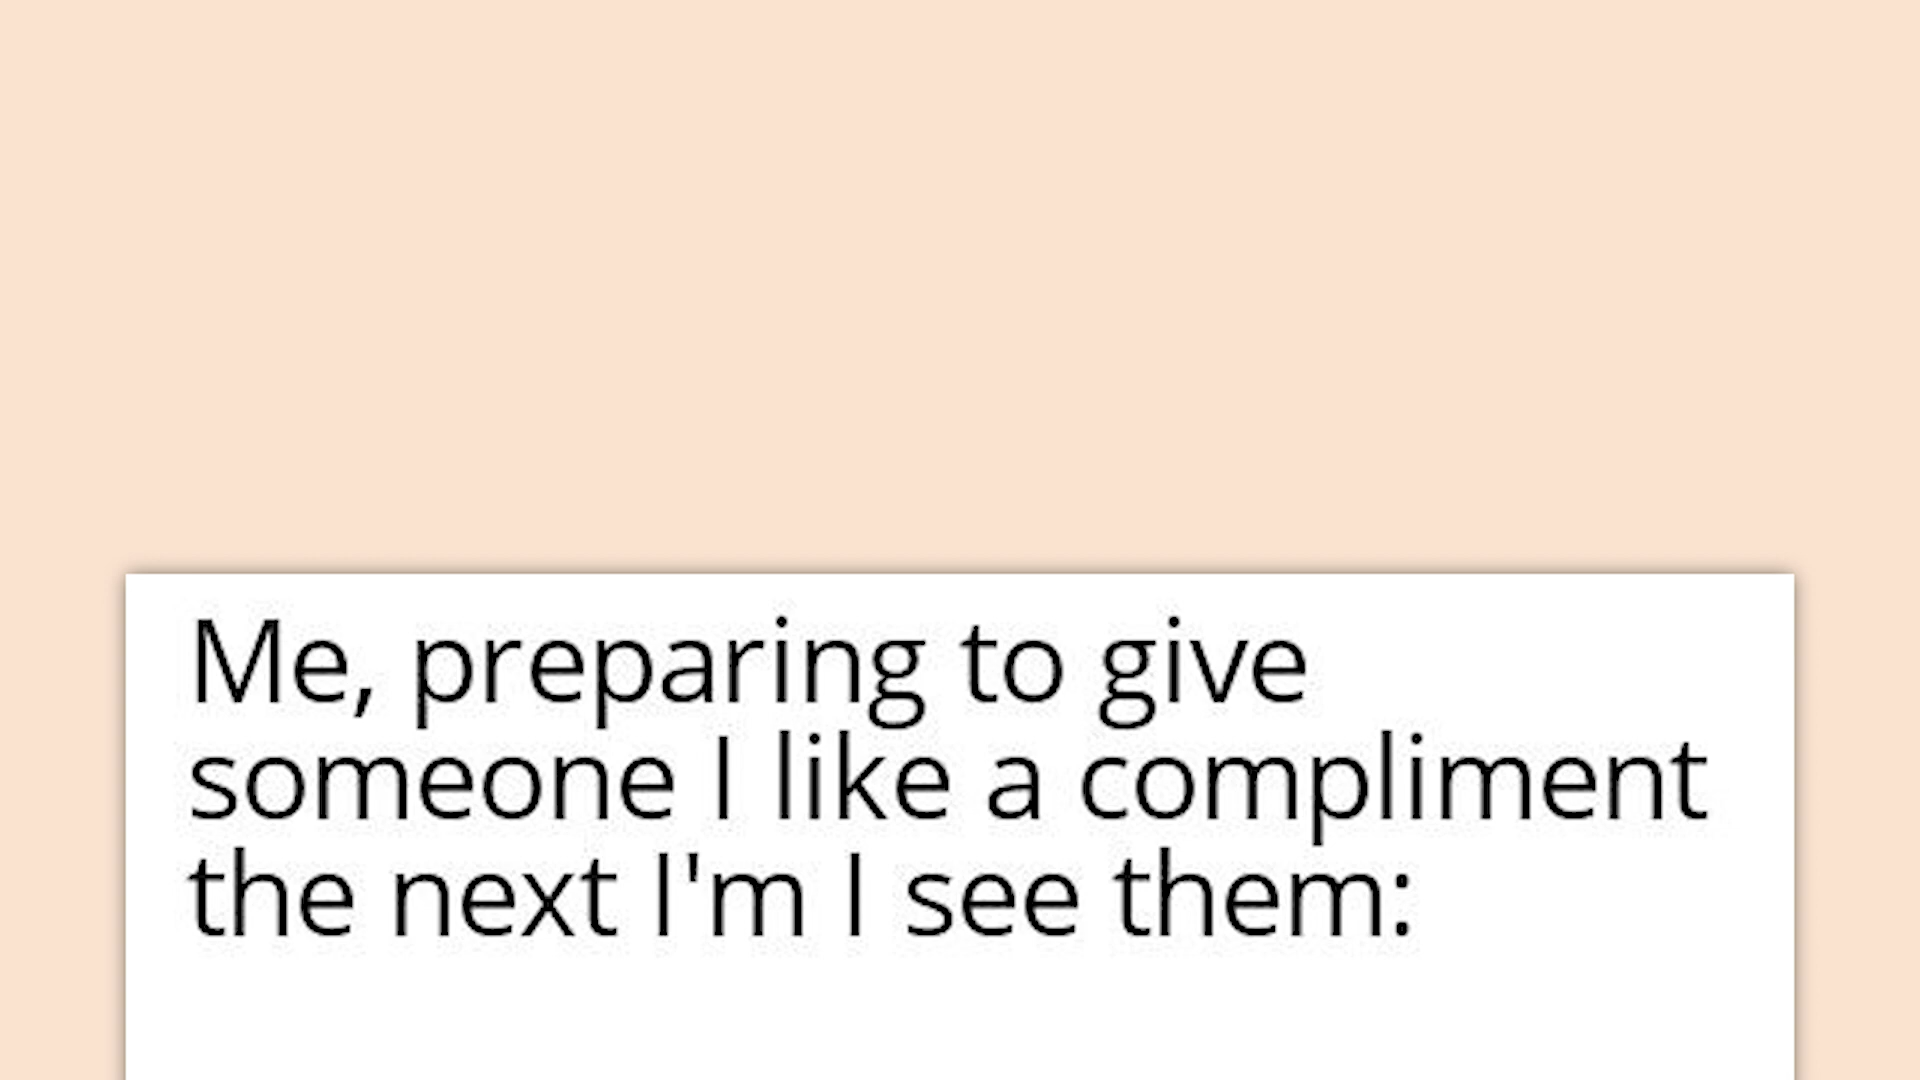 Me, preparing to give
someone I like a compliment
the next I'm I see them: